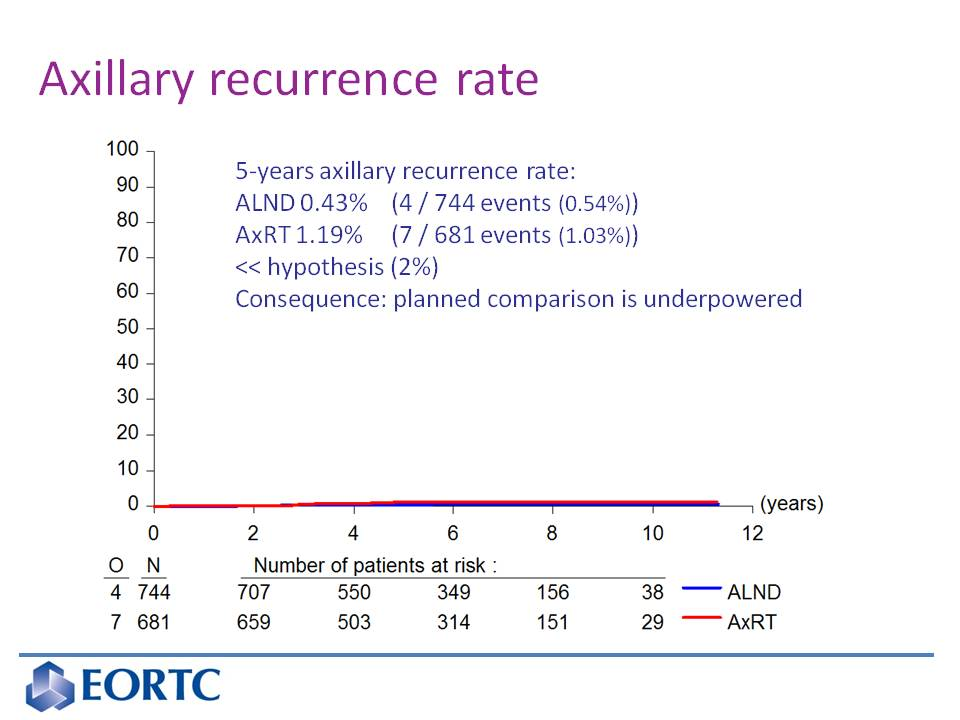 Axillary recurrence rate
5-years axillary recurrence rate:
ALND 0.43% (4 / 744 events (0.54%))
AxRT 1.19% (7 / 681 events (1.03%))
<< hypothesis (2%)
Consequence: planned comparison is underpowered
100
90
80
70
60
50
40
30
20
10
0
(years)
0 2 4 6 8 10 12
O N Number of patients at risk :
4 744 707 550 349 156 38 ALND
7 681 659 503 314 151 29 AxRT
EORTC